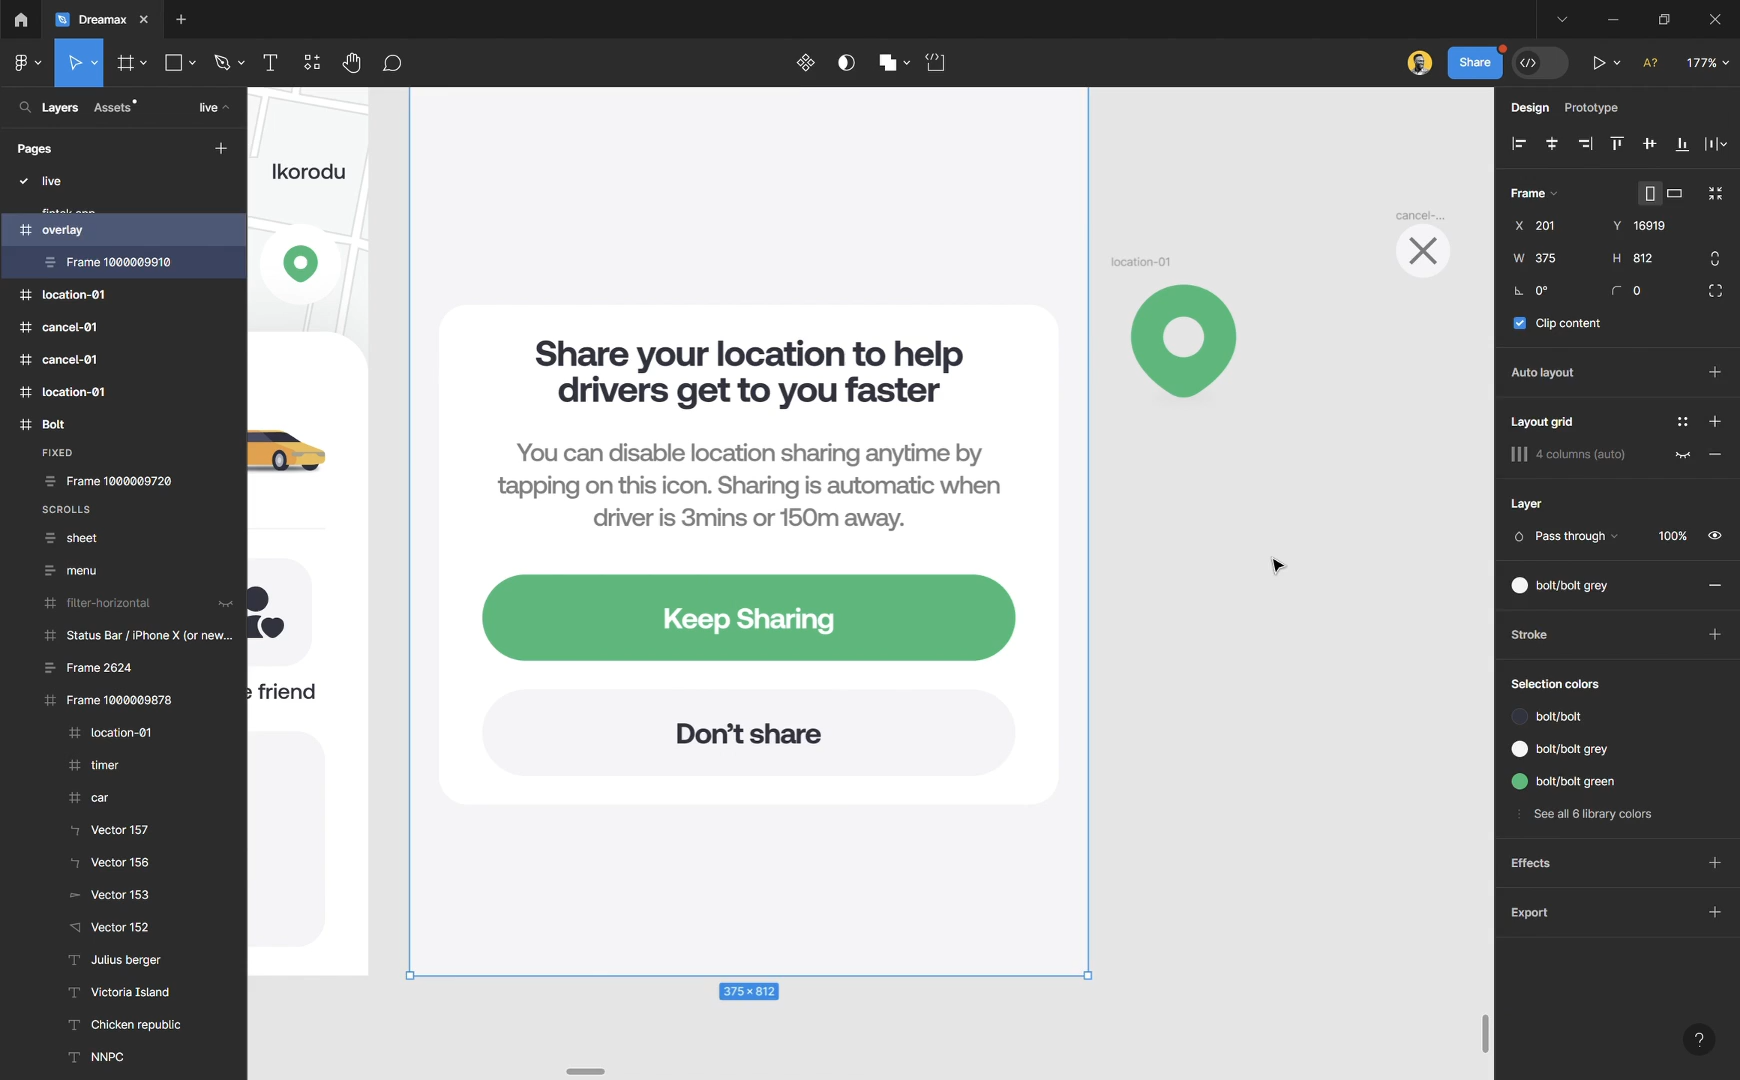 Dreamax
Share
A?
177%
Layers
Assets
live
Pages
live
overlay
Frame 1000009910
location-01
cancel-01
cancel-01
location-01
Bolt
FIXED
Frame 1000009720
SCROLLS
sheet
menu
filter-horizontal
Status Bar / iPhone X (or new...
Frame 2624
Frame 1000009878
location-01
timer
car
Vector 157
Vector 156
Vector 153
Vector 152
Julius berger
Victoria Island
Chicken republic
NNPC
Ikorodu
e friend
Share your location to help
drivers get to you faster
You can disable location sharing anytime by
tapping on this icon. Sharing is automatic when
driver is 3mins or 150m away.
Keep Sharing
Don’t share
375 × 812
location-01
cancel-...
Design
Prototype
Frame
X 201
Y 16919
W 375
H 812
0°
0
Clip content
Auto layout
Layout grid
4 columns (auto)
Layer
Pass through
100%
bolt/bolt grey
Stroke
Selection colors
bolt/bolt
bolt/bolt grey
bolt/bolt green
See all 6 library colors
Effects
Export
?